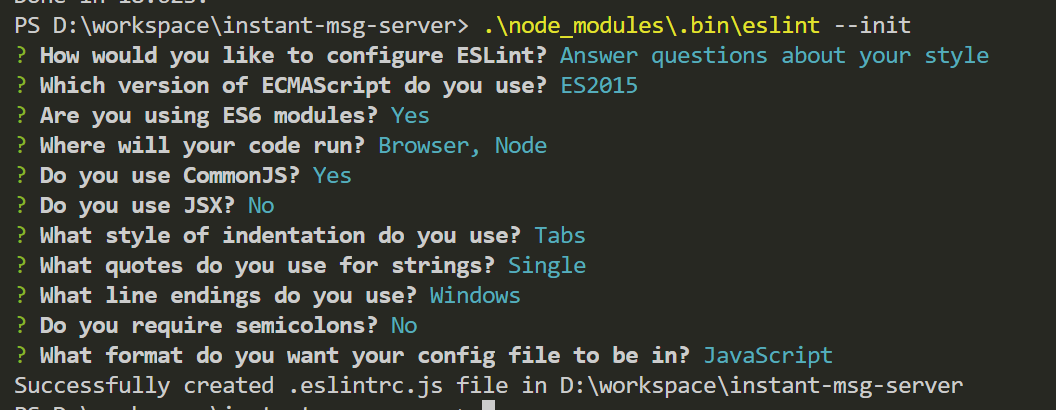 Done in 18.623s.
PS D:\workspace\instant-msg-server> .\node_modules\.bin\eslint --init
? How would you like to configure ESLint? Answer questions about your style
? Which version of ECMAScript do you use? ES2015
? Are you using ES6 modules? Yes
? Where will your code run? Browser, Node
? Do you use CommonJS? Yes
? Do you use JSX? No
? What style of indentation do you use? Tabs
? What quotes do you use for strings? Single
? What line endings do you use? Windows
? Do you require semicolons? No
? What format do you want your config file to be in? JavaScript
Successfully created .eslintrc.js file in D:\workspace\instant-msg-server